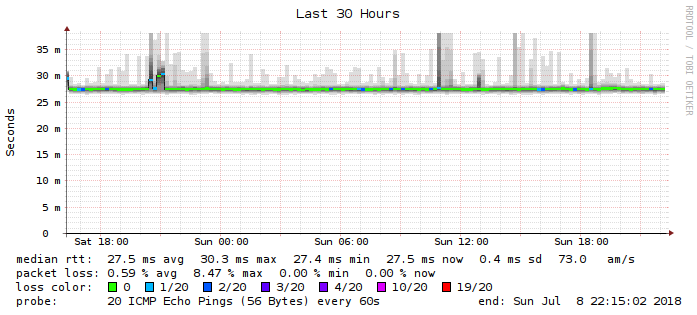 Last 30 Hours
RRDTOOL / TOBI OETIKER
Seconds
35 m
30 m
25 m
20 m
15 m
10 m
5 m
0
Sat 18:00 Sun 00:00 Sun 06:00 Sun 12:00 Sun 18:00
median rtt: 27.5 ms avg 30.3 ms max 27.4 ms min 27.5 ms now 0.4 ms sd 73.0 am/s
packet loss: 0.59 % avg 8.47 % max 0.00 % min 0.00 % now
loss color: 0 1/20 2/20 3/20 4/20 10/20 19/20
probe: 20 ICMP Echo Pings (56 Bytes) every 60s end: Sun Jul 8 22:15:02 2018